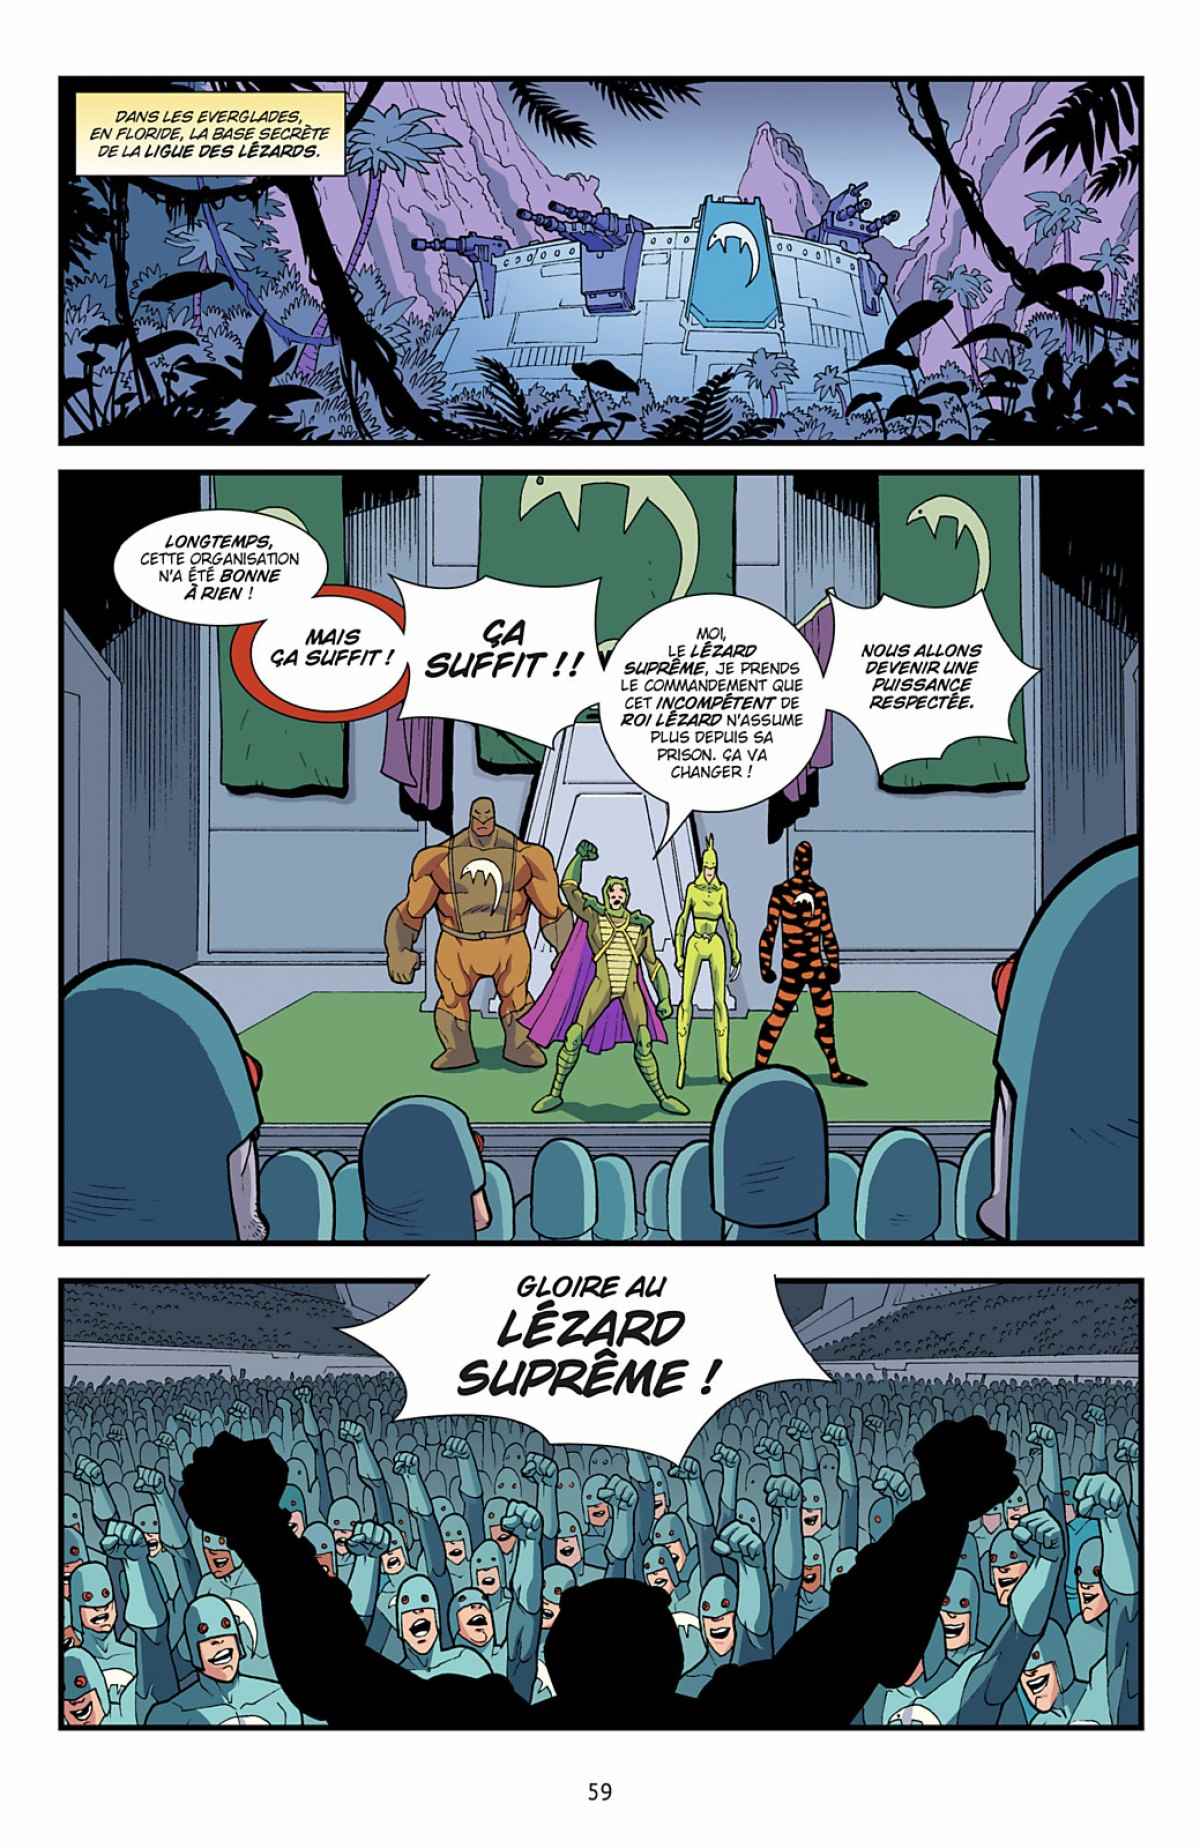 DANS LES EVERGLADES,
EN FLORIDE, LA BASE SECRÈTE
DE LA LIGUE DES LÉZARDS.
LONGTEMPS,
CETTE ORGANISATION
N'A ÉTÉ BONNE
À RIEN !
MAIS
ÇA SUFFIT !
ÇA
SUFFIT !!
MOI,
LE LÉZARD
SUPRÊME, JE PRENDS
LE COMMANDEMENT QUE
CET INCOMPÉTENT DE
ROI LÉZARD N'ASSUME
PLUS DEPUIS SA
PRISON. ÇA VA
CHANGER !
NOUS ALLONS
DEVENIR UNE
PUISSANCE
RESPECTÉE.
GLOIRE AU
LÉZARD
SUPRÊME !
59